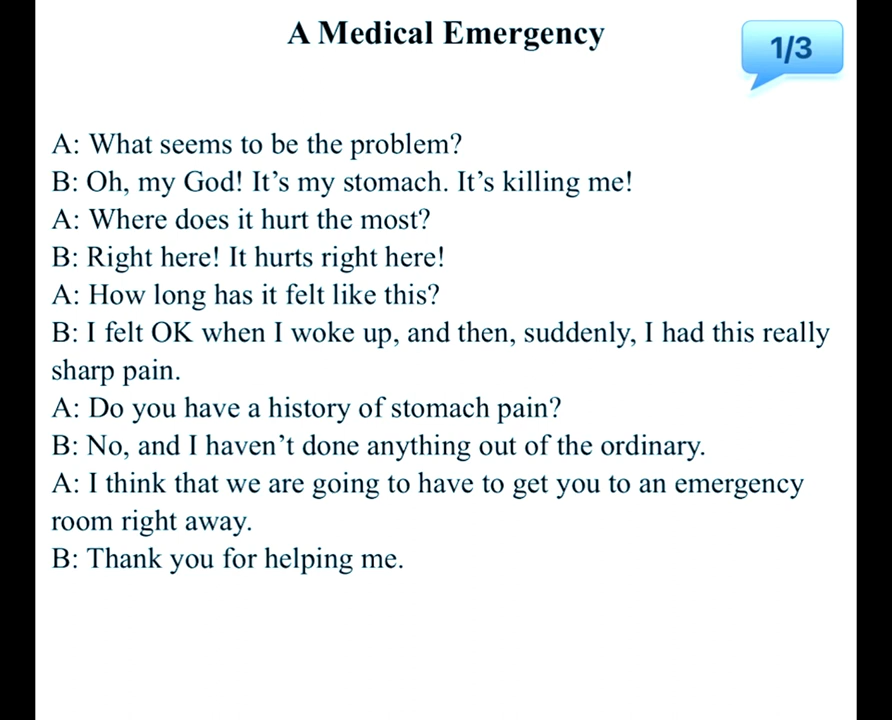 A Medical Emergency
1/3
A: What seems to be the problem?
B: Oh, my God! It’s my stomach. It’s killing me!
A: Where does it hurt the most?
B: Right here! It hurts right here!
A: How long has it felt like this?
B: I felt OK when I woke up, and then, suddenly, I had this really
sharp pain.
A: Do you have a history of stomach pain?
B: No, and I haven’t done anything out of the ordinary.
A: I think that we are going to have to get you to an emergency
room right away.
B: Thank you for helping me.